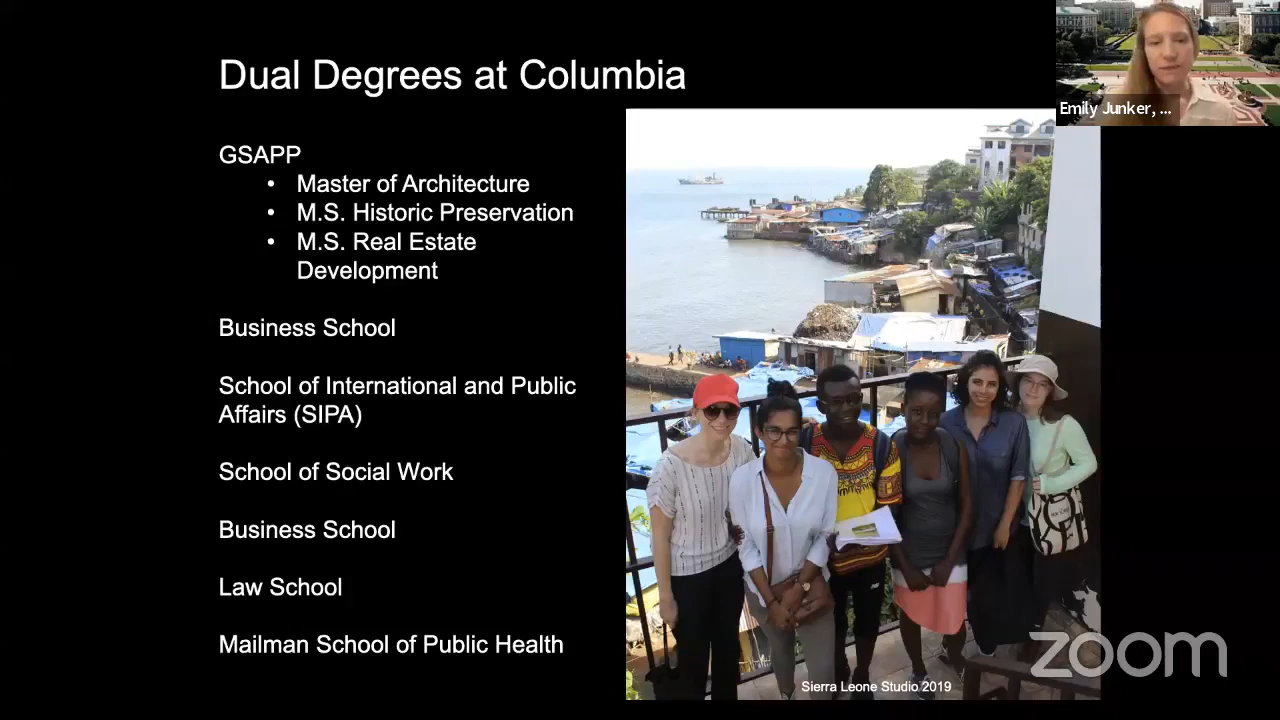 Dual Degrees at Columbia
GSAPP
• Master of Architecture
• M.S. Historic Preservation
• M.S. Real Estate
Development
Business School
School of International and Public
Affairs (SIPA)
School of Social Work
Business School
Law School
Mailman School of Public Health
Emily Junker, ...
Sierra Leone Studio 2019
zoom